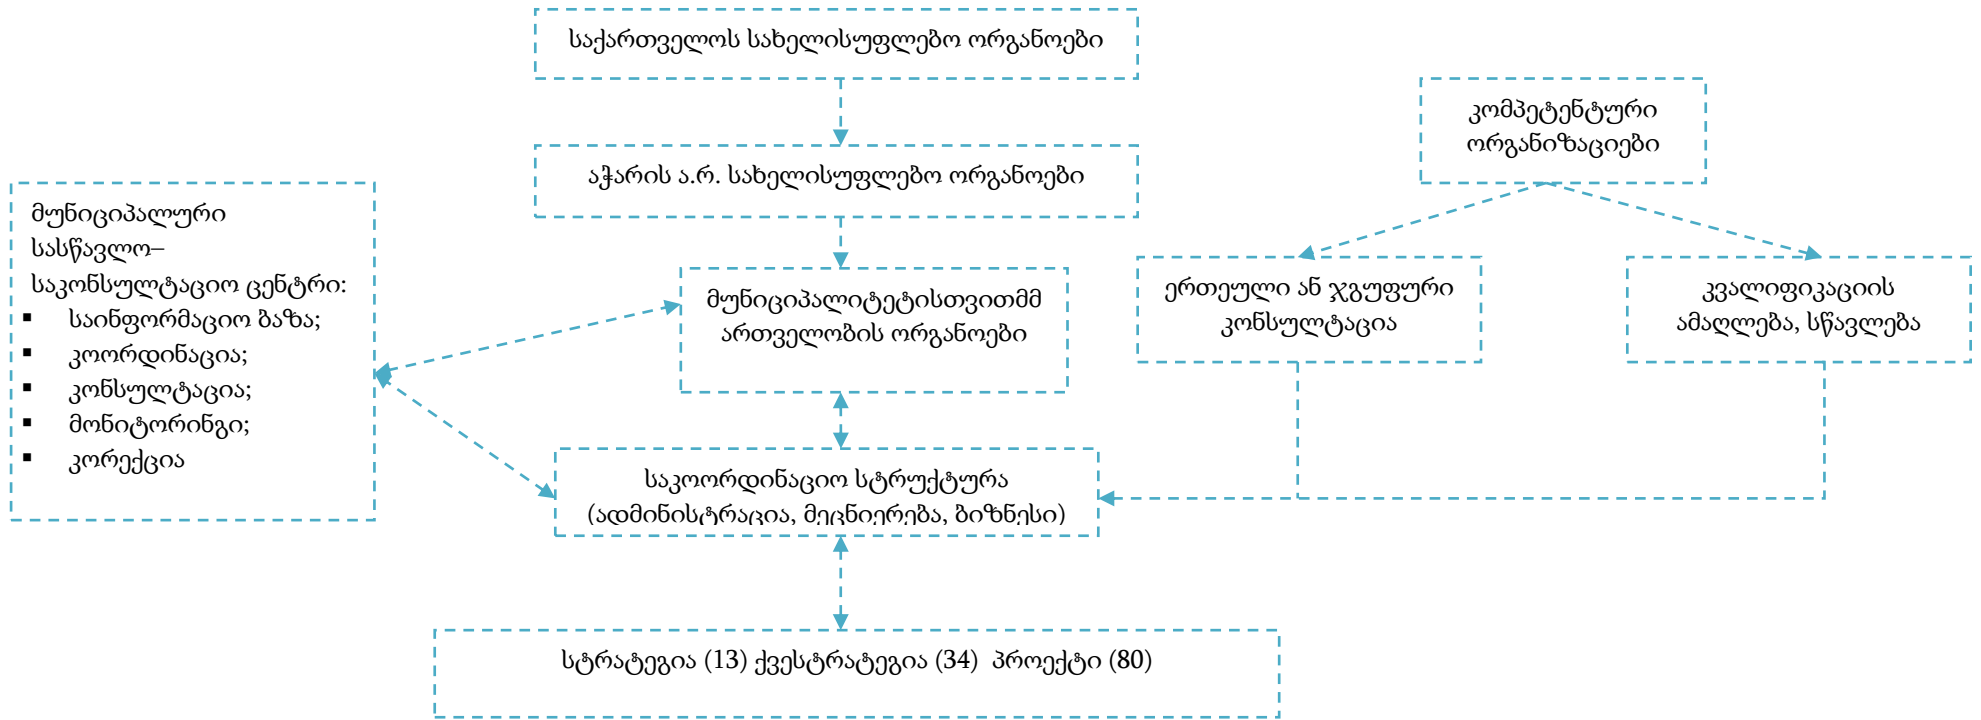 საქართველოს სახელისუფლებო ორგანოები
აჭარის ა.რ. სახელისუფლებო ორგანოები
კომპეტენტური
ორგანიზაციები
მუნიციპალური
სასწავლო–
საკონსულტაციო ცენტრი:
▪ საინფორმაციო ბაზა;
▪ კოორდინაცია;
▪ კონსულტაცია;
▪ მონიტორინგი;
▪ კორექცია
მუნიციპალიტეტისთვითმმ
ართველობის ორგანოები
ერთეული ან ჯგუფური
კონსულტაცია
კვალიფიკაციის
ამაღლება, სწავლება
საკოორდინაციო სტრუქტურა
(ადმინისტრაცია, მეცნიერება, ბიზნესი)
სტრატეგია (13) ქვესტრატეგია (34) პროექტი (80)